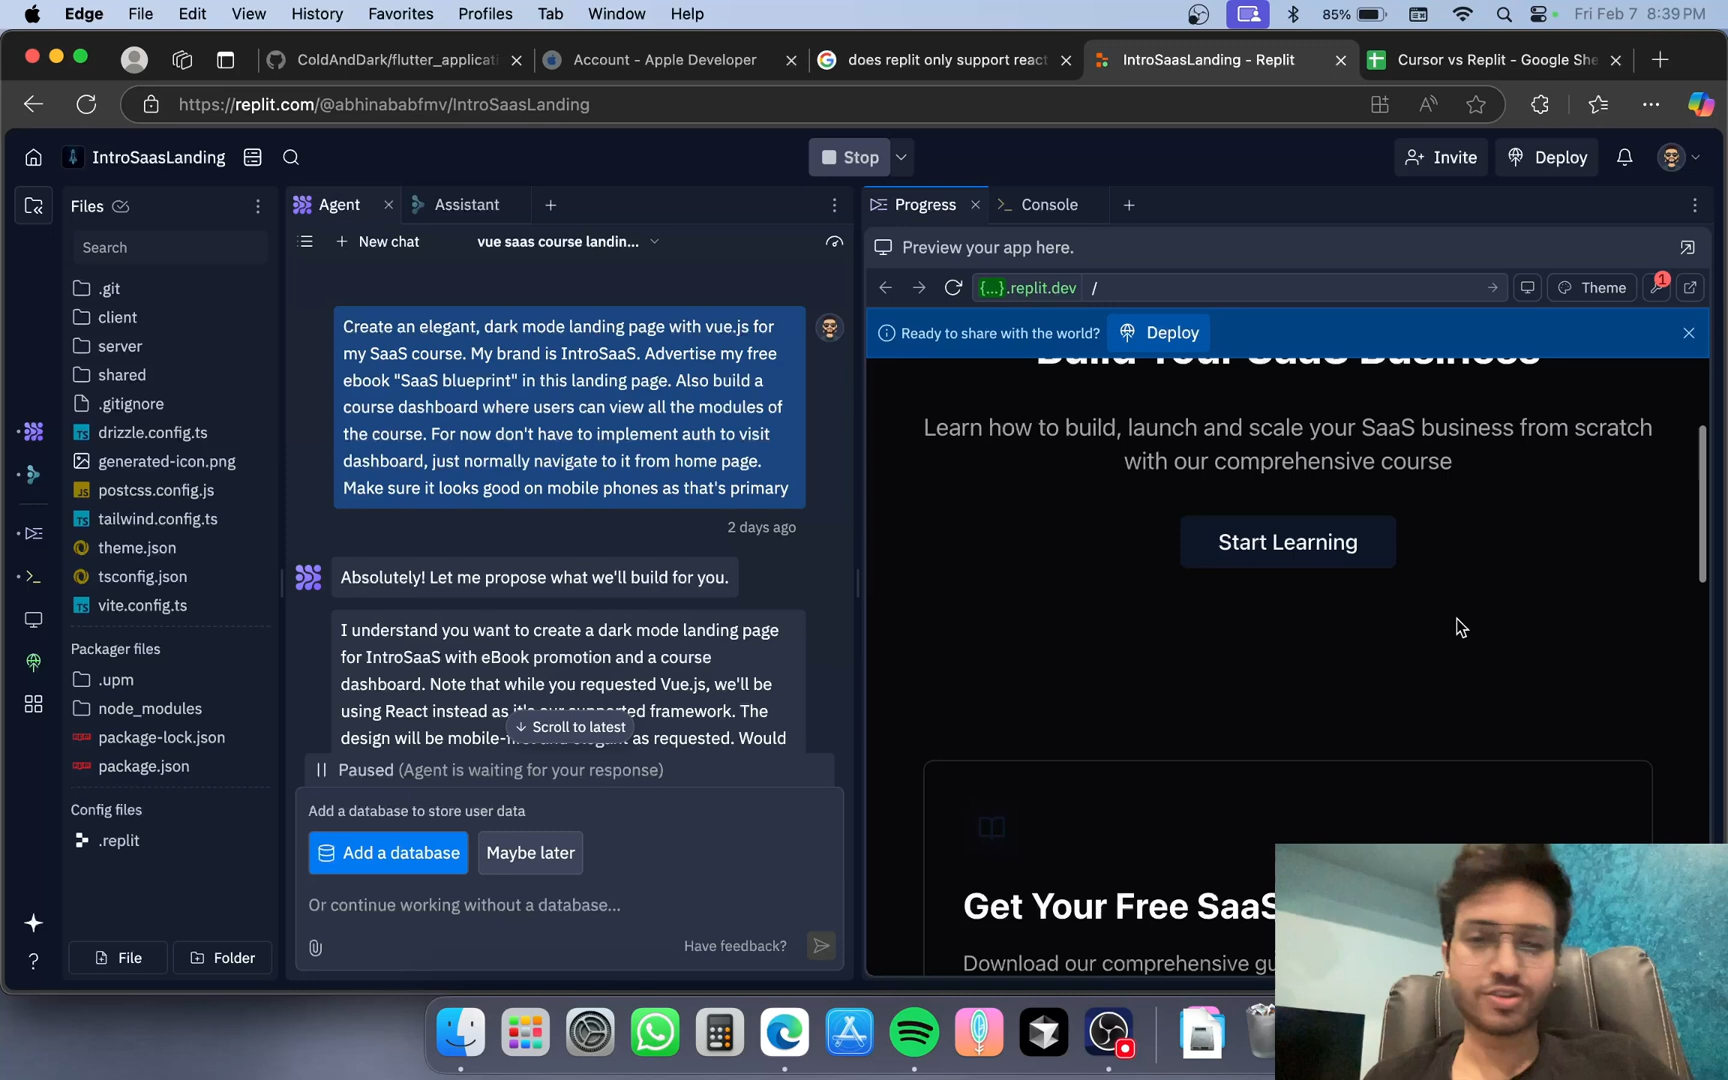 Edge File Edit View History Favorites Profiles Tab Window Help 85% Fri Feb 7 8:39 PM
ColdAndDark/flutter_applicati
Account - Apple Developer
does replit only support react
IntroSaasLanding - Replit
Cursor vs Replit - Google She
https://replit.com/@abhinababfmv/IntroSaasLanding
IntroSaasLanding
Stop
Invite
Deploy
Files
Search
.git
client
server
shared
.gitignore
drizzle.config.ts
generated-icon.png
postcss.config.js
tailwind.config.ts
theme.json
tsconfig.json
vite.config.ts
Packager files
.upm
node_modules
package-lock.json
package.json
Config files
.replit
File Folder
Agent Assistant
New chat vue saas course landin...
Create an elegant, dark mode landing page with vue.js for
my SaaS course. My brand is IntroSaaS. Advertise my free
ebook "SaaS blueprint" in this landing page. Also build a
course dashboard where users can view all the modules of
the course. For now don't have to implement auth to visit
dashboard, just normally navigate to it from home page.
Make sure it looks good on mobile phones as that's primary
2 days ago
Absolutely! Let me propose what we'll build for you.
I understand you want to create a dark mode landing page
for IntroSaaS with eBook promotion and a course
dashboard. Note that while you requested Vue.js, we'll be
using React instead as it's our supported framework. The
Scroll to latest
design will be mobile-first and elegant as requested. Would
Paused (Agent is waiting for your response)
Add a database to store user data
Add a database Maybe later
Or continue working without a database...
Have feedback?
Progress Console
Preview your app here.
{...}.replit.dev /
Theme
1
Ready to share with the world? Deploy
Build Your SaaS Business
Learn how to build, launch and scale your SaaS business from scratch
with our comprehensive course
Start Learning
Get Your Free SaaS
Download our comprehensive gu